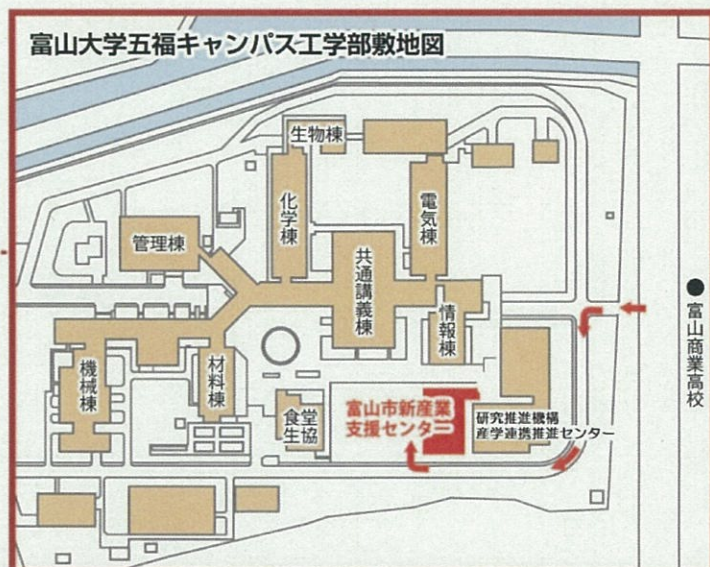 富山大学五福キャンパス工学部敷地図
生物棟
化学棟
電気棟
管理棟
共通講義棟
情報棟
●富山商業高校
機械棟
材料棟
食堂
生協
富山市新産業
支援センター
研究推進機構
産学連携推進センター